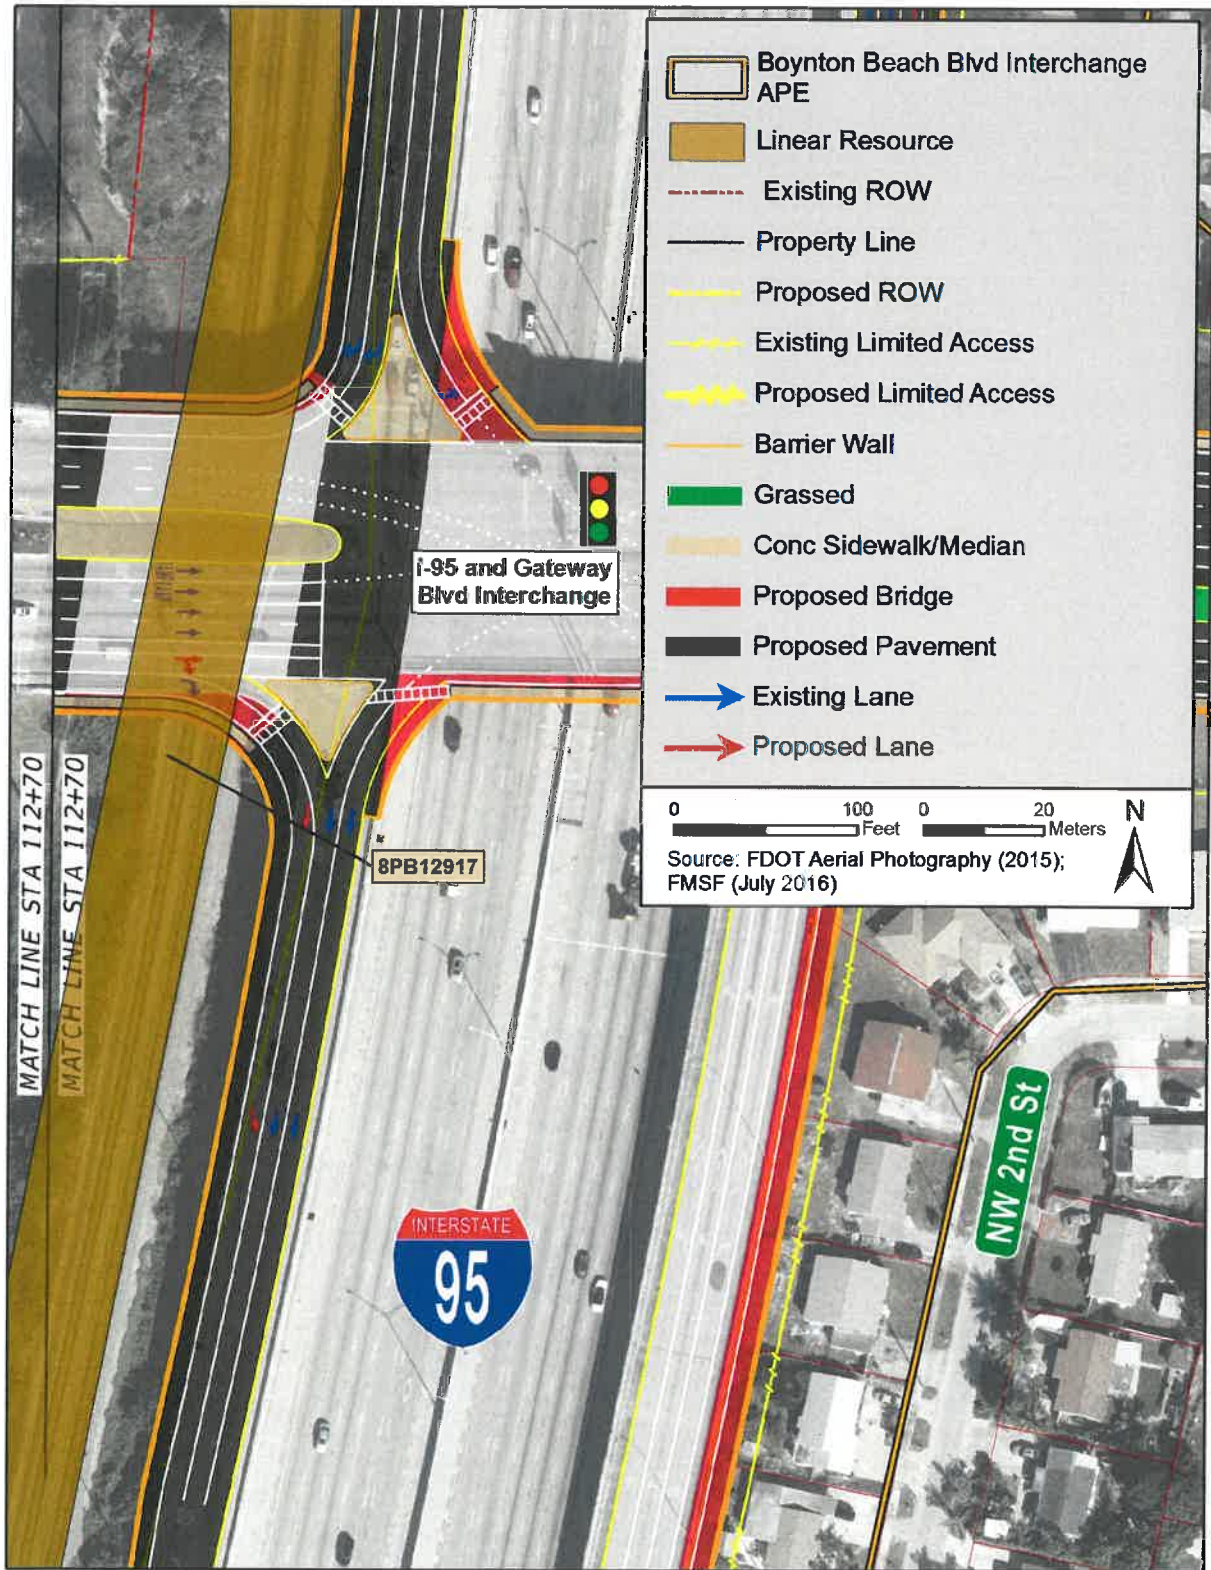 Boynton Beach Blvd Interchange
APE
Linear Resource
Existing ROW
Property Line
Proposed ROW
Existing Limited Access
Proposed Limited Access
Barrier Wall
Grassed
Conc Sidewalk/Median
Proposed Bridge
Proposed Pavement
Existing Lane
Proposed Lane
0 100 0 20 N
Feet Meters
Source: FDOT Aerial Photography (2015);
FMSF (July 2016)
I-95 and Gateway
Blvd Interchange
8PB12917
MATCH LINE STA 112+70
MATCH LINE STA 112+70
INTERSTATE
95
NW 2nd St